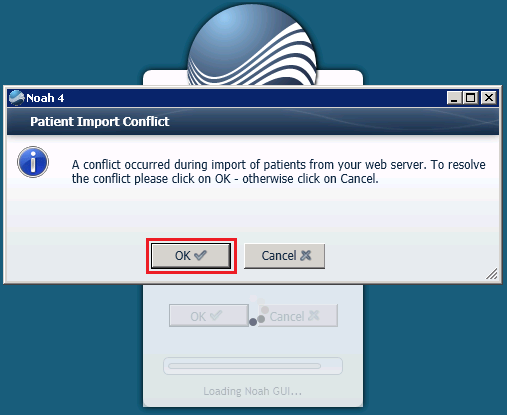 Noah 4
Patient Import Conflict
A conflict occurred during import of patients from your web server. To resolve
the conflict please click on OK - otherwise click on Cancel.
OK Cancel
OK Cancel
Loading Noah GUI...